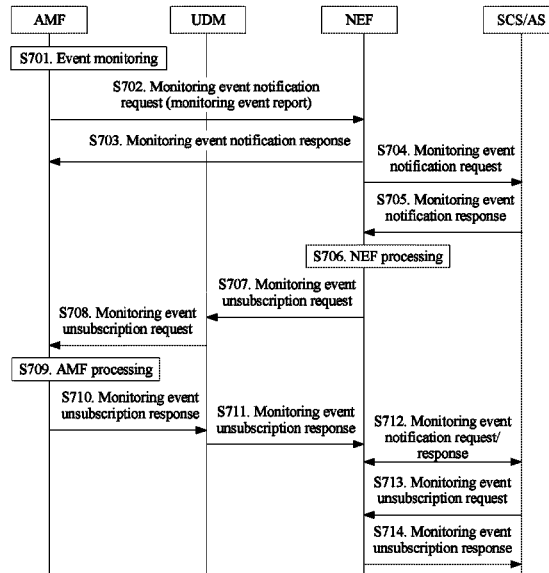 AMF
UDM
NEF
SCS/AS
S701. Event monitoring
S702. Monitoring event notification
request (monitoring event report)
S703. Monitoring event notification response
S704. Monitoring event
notification request
S705. Monitoring event
notification response
S706. NEF processing
S707. Monitoring event
unsubscription request
S708. Monitoring event
unsubscription request
S709. AMF processing
S710. Monitoring event
unsubscription response
S711. Monitoring event
unsubscription response
S712. Monitoring event
notification request/
response
S713. Monitoring event
unsubscription request
S714. Monitoring event
unsubscription response